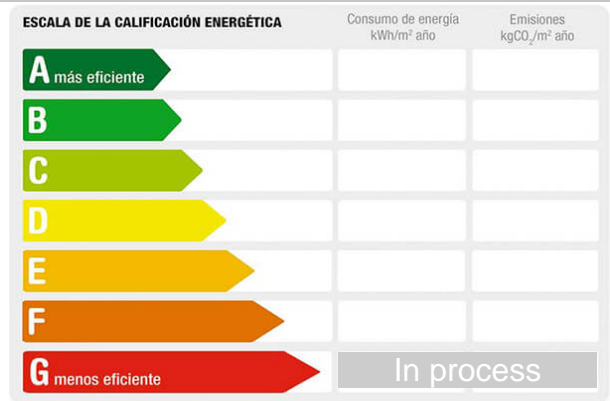 ESCALA DE LA CALIFICACIÓN ENERGÉTICA
Consumo de energía
kWh/m² año
Emisiones
kgCO₂/m² año
A más eficiente
B
C
D
E
F
G menos eficiente
In process